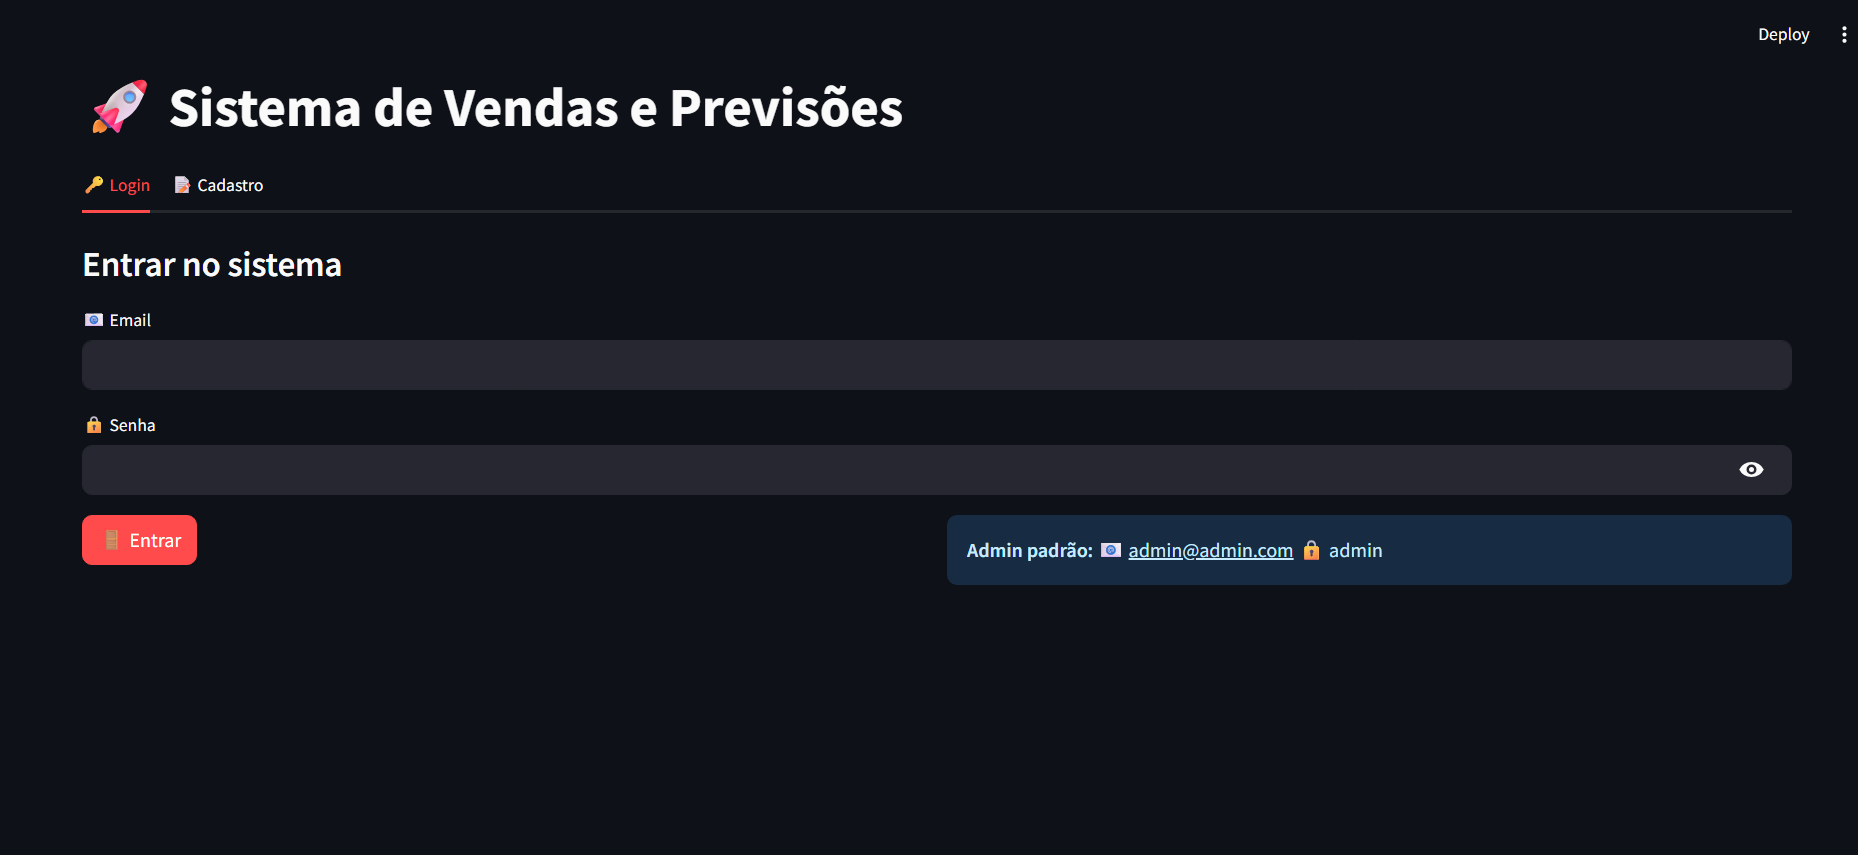 Deploy
🚀 Sistema de Vendas e Previsões
🔑 Login 📝 Cadastro
Entrar no sistema
📧 Email
🔒 Senha
🚪 Entrar
Admin padrão: 📧 admin@admin.com 🔒 admin